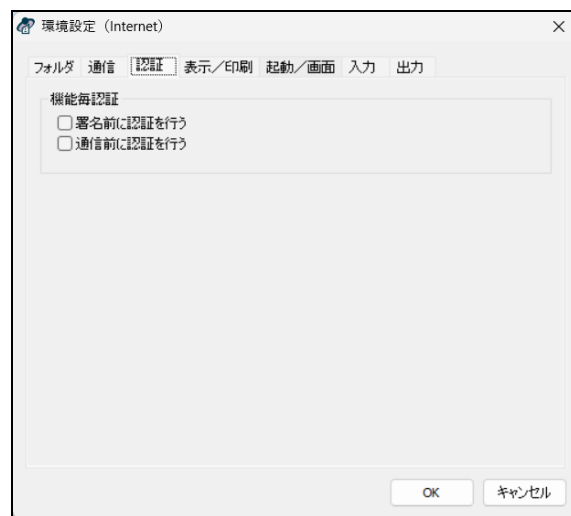 環境設定（Internet）
フォルダ 通信 認証 表示／印刷 起動／画面 入力 出力
機能毎認証
署名前に認証を行う
通信前に認証を行う
OK キャンセル